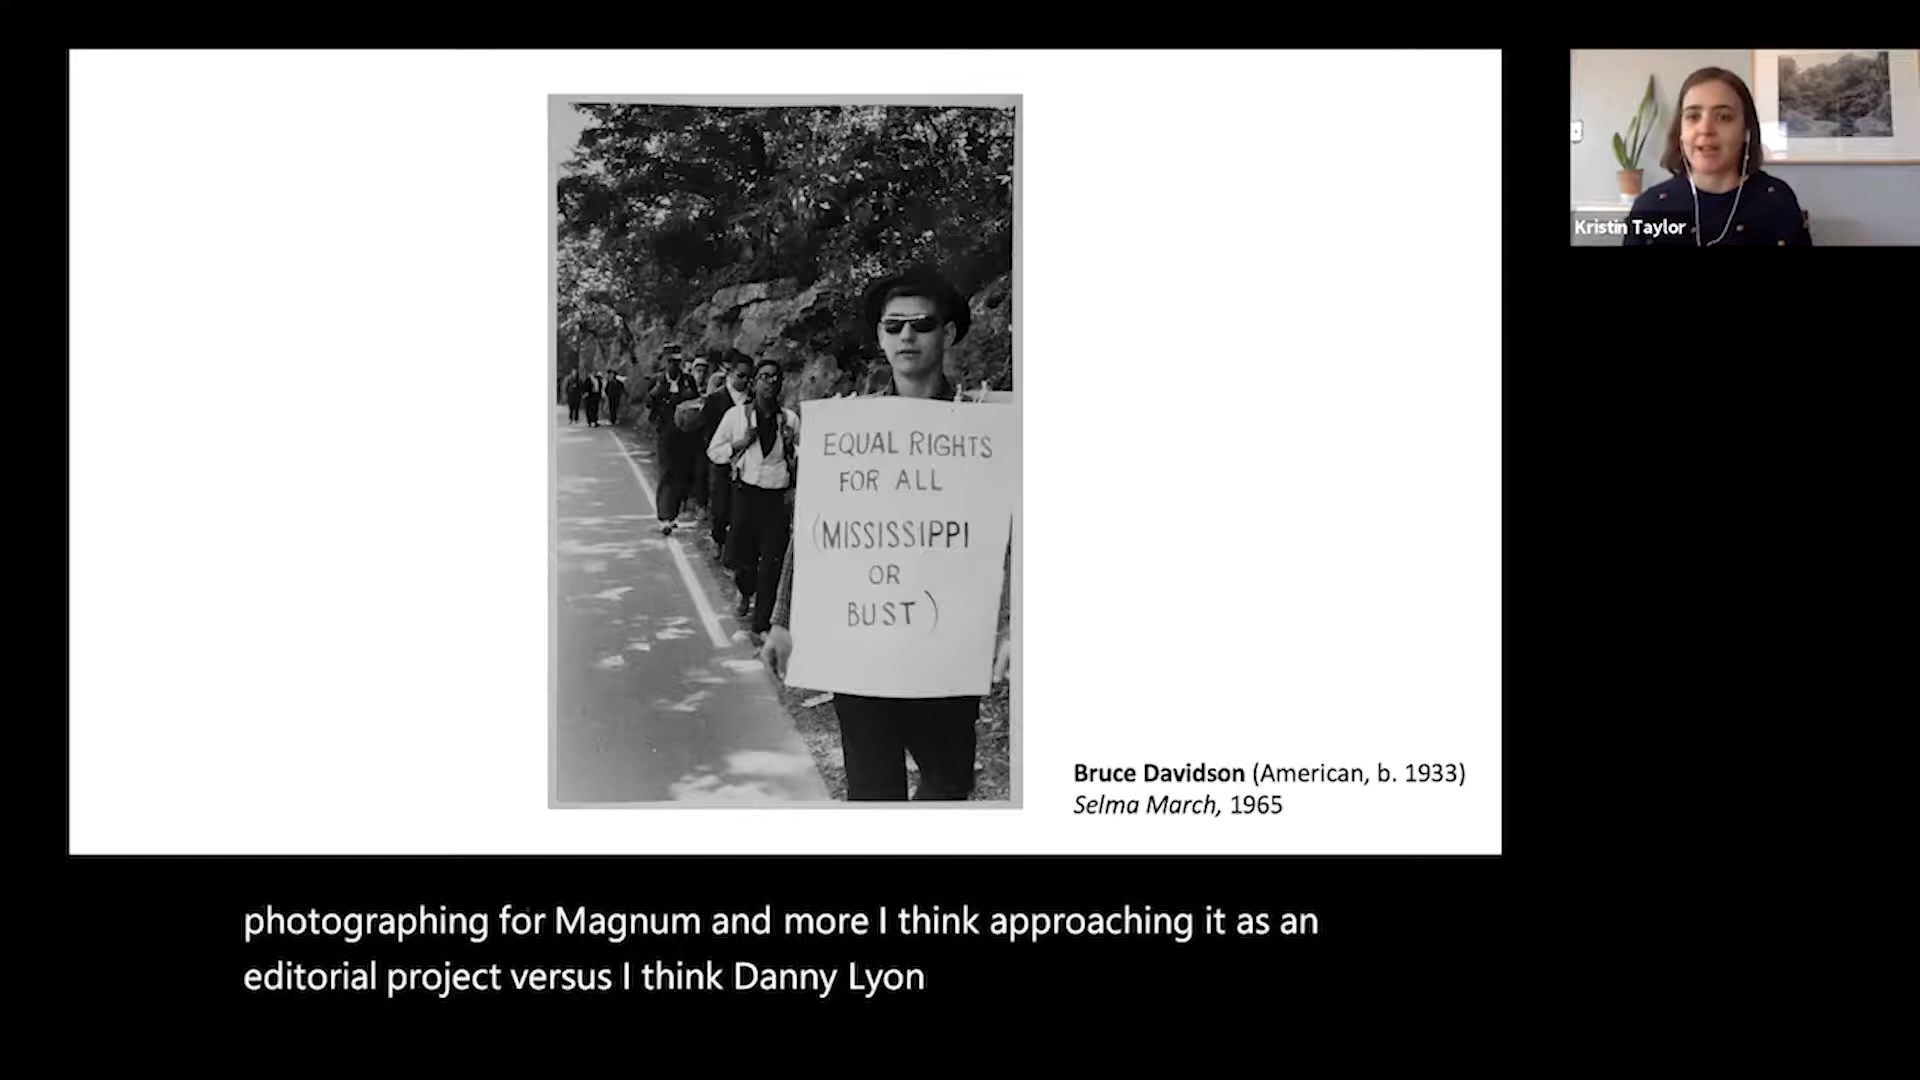 EQUAL RIGHTS
FOR ALL
(MISSISSIPPI
OR
BUST)
Bruce Davidson (American, b. 1933)
Selma March, 1965
Kristin Taylor
photographing for Magnum and more I think approaching it as an
editorial project versus I think Danny Lyon